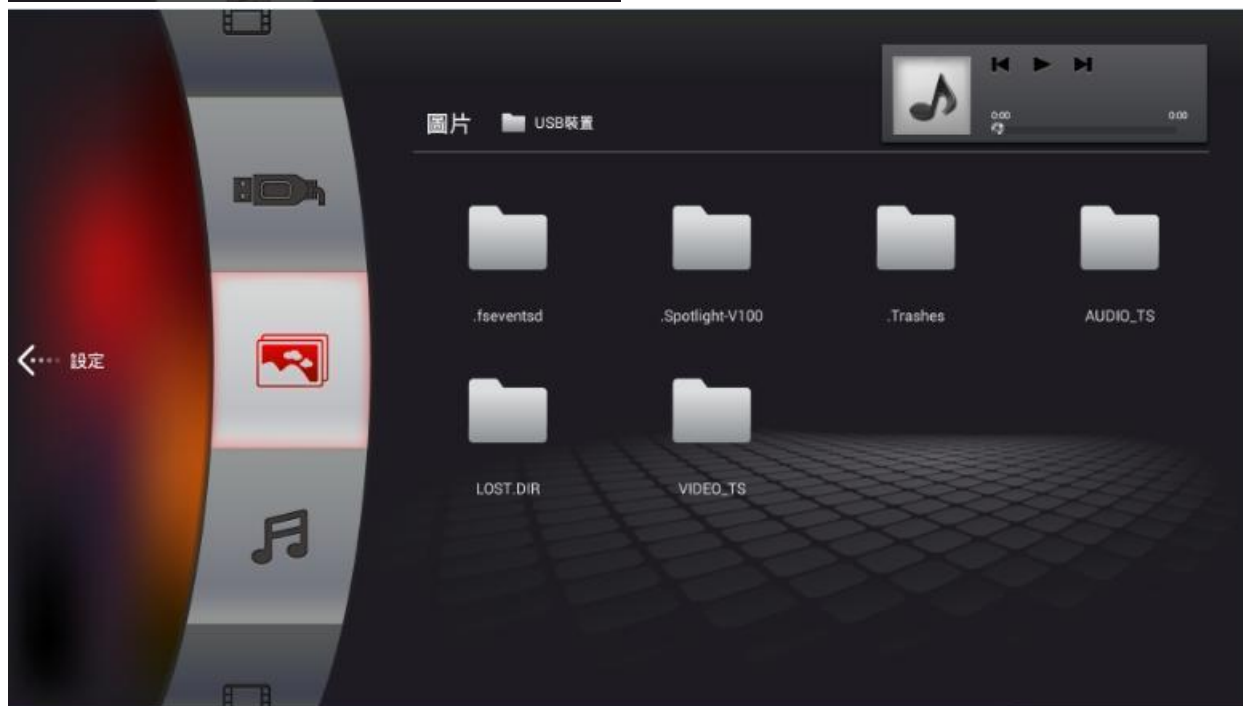 圖片 USB裝置
0:00 0:00
.fseventsd .Spotlight-V100 .Trashes AUDIO_TS
設定
LOST.DIR VIDEO_TS